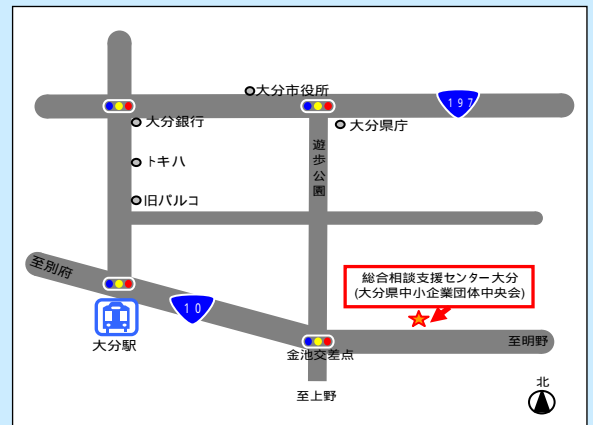 大分市役所
197
大分銀行
大分県庁
遊歩公園
トキハ
旧パルコ
至別府
総合相談支援センター大分
(大分県中小企業団体中央会)
10
大分駅
金池交差点
至明野
至上野
北